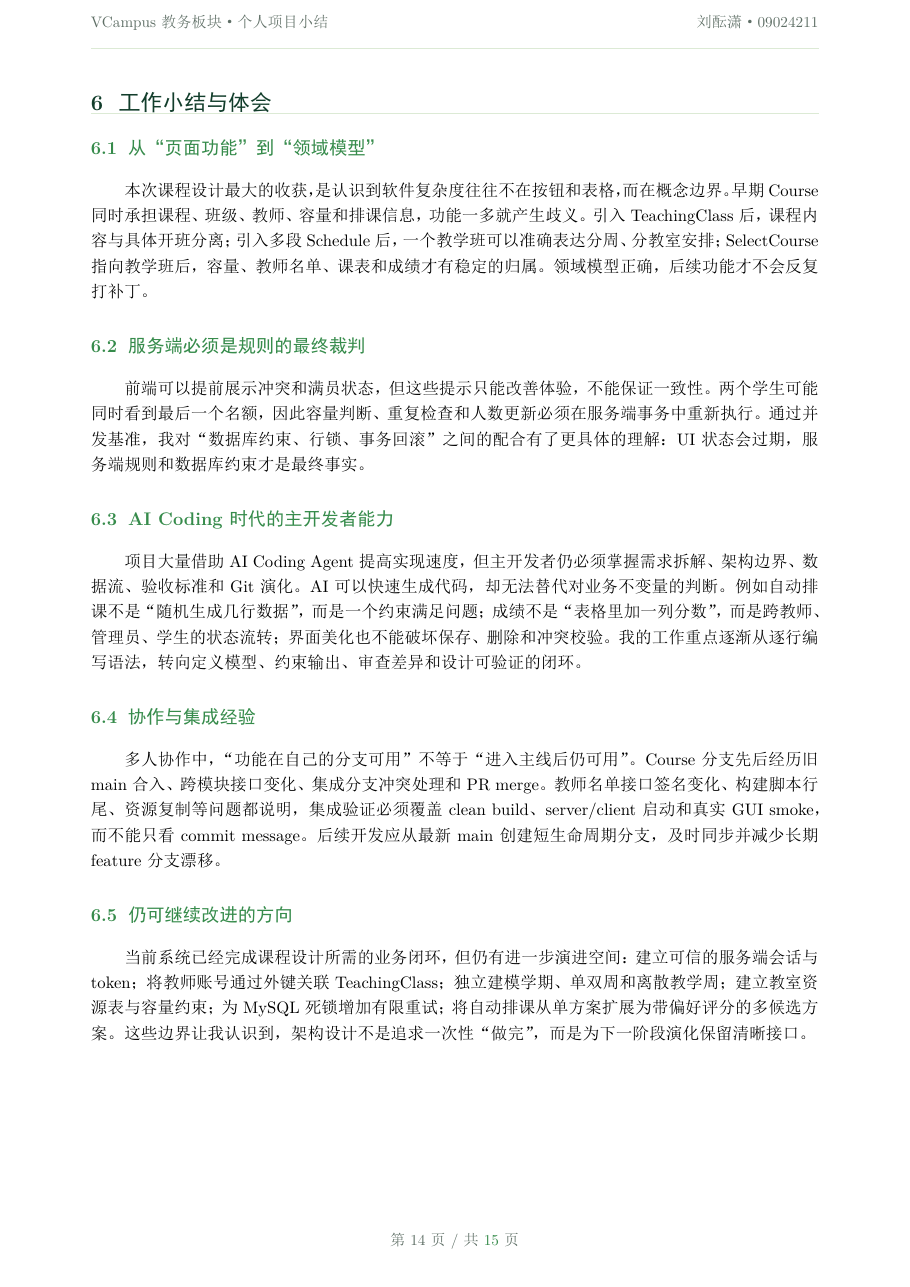 VCampus 教务板块 • 个人项目小结
刘酝潇 • 09024211
6 工作小结与体会
6.1 从“页面功能”到“领域模型”
本次课程设计最大的收获，是认识到软件复杂度往往不在按钮和表格，而在概念边界。早期 Course
同时承担课程、班级、教师、容量和排课信息，功能一多就产生歧义。引入 TeachingClass 后，课程内
容与具体开班分离；引入多段 Schedule 后，一个教学班可以准确表达分周、分教室安排；SelectCourse
指向教学班后，容量、教师名单、课表和成绩才有稳定的归属。领域模型正确，后续功能才不会反复
打补丁。
6.2 服务端必须是规则的最终裁判
前端可以提前展示冲突和满员状态，但这些提示只能改善体验，不能保证一致性。两个学生可能
同时看到最后一个名额，因此容量判断、重复检查和人数更新必须在服务端事务中重新执行。通过并
发基准，我对“数据库约束、行锁、事务回滚”之间的配合有了更具体的理解：UI 状态会过期，服
务端规则和数据库约束才是最终事实。
6.3 AI Coding 时代的主开发者能力
项目大量借助 AI Coding Agent 提高实现速度，但主开发者仍必须掌握需求拆解、架构边界、数
据流、验收标准和 Git 演化。AI 可以快速生成代码，却无法替代对业务不变量的判断。例如自动排
课不是“随机生成几行数据”，而是一个约束满足问题；成绩不是“表格里加一列分数”，而是跨教师、
管理员、学生的状态流转；界面美化也不能破坏保存、删除和冲突校验。我的工作重点逐渐从逐行编
写语法，转向定义模型、约束输出、审查差异和设计可验证的闭环。
6.4 协作与集成经验
多人协作中，“功能在自己的分支可用”不等于“进入主线后仍可用”。Course 分支先后经历旧
main 合入、跨模块接口变化、集成分支冲突处理和 PR merge。教师名单接口签名变化、构建脚本行
尾、资源复制等问题都说明，集成验证必须覆盖 clean build、server/client 启动和真实 GUI smoke，
而不能只看 commit message。后续开发应从最新 main 创建短生命周期分支，及时同步并减少长期
feature 分支漂移。
6.5 仍可继续改进的方向
当前系统已经完成课程设计所需的业务闭环，但仍有进一步演进空间：建立可信的服务端会话与
token；将教师账号通过外键关联 TeachingClass；独立建模学期、单双周和离散教学周；建立教室资
源表与容量约束；为 MySQL 死锁增加有限重试；将自动排课从单方案扩展为带偏好评分的多候选方
案。这些边界让我认识到，架构设计不是追求一次性“做完”，而是为下一阶段演化保留清晰接口。
第 14 页 / 共 15 页